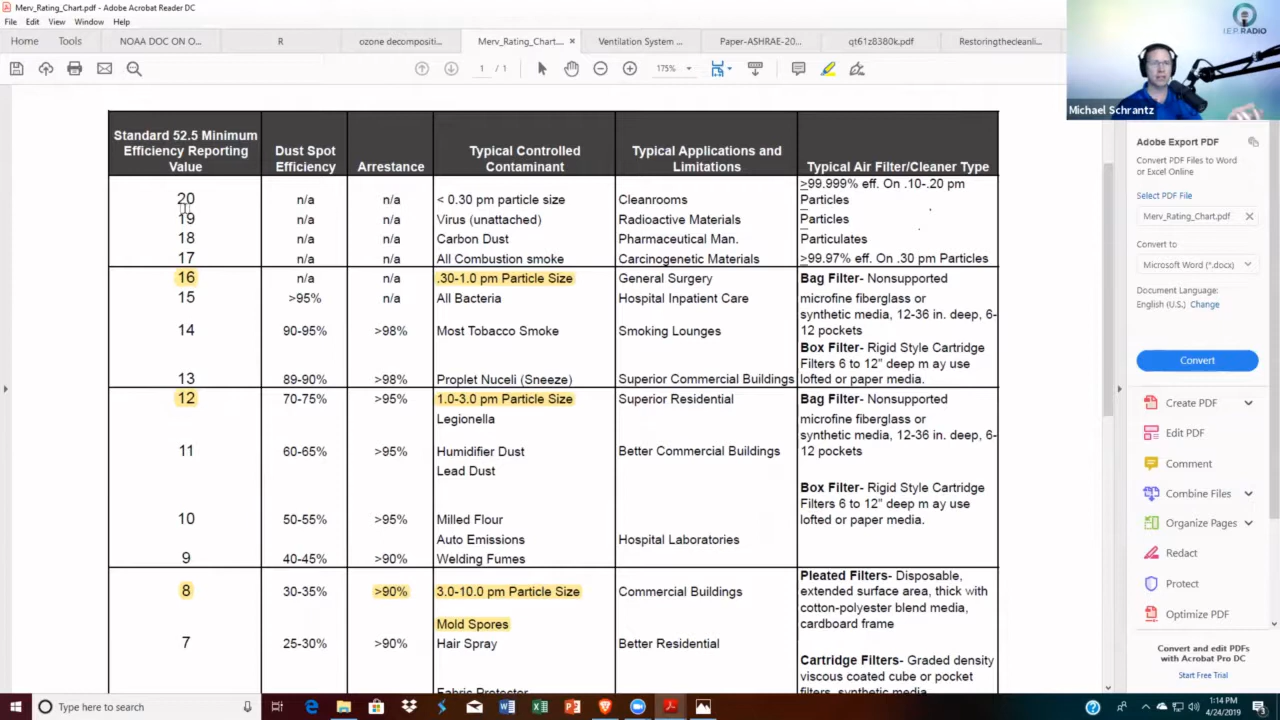 Merv_Rating_Chart.pdf - Adobe Acrobat Reader DC
File Edit View Window Help
Home Tools NOAA DOC ON O... R ozone decompositi... Merv_Rating_Chart.... × Ventilation System ... Paper-ASHRAE-20... qt61z8380k.pdf Restoringthecleanli...
1 / 1 175%
I.E.P. RADIO
Michael Schrantz
Standard 52.5 Minimum Efficiency Reporting Value Dust Spot Efficiency Arrestance Typical Controlled Contaminant Typical Applications and Limitations Typical Air Filter/Cleaner Type
>99.999% eff. On .10-.20 pm
20 n/a n/a < 0.30 pm particle size Cleanrooms Particles
19 n/a n/a Virus (unattached) Radioactive Materials Particles
18 n/a n/a Carbon Dust Pharmaceutical Man. Particulates
17 n/a n/a All Combustion smoke Carcinogenetic Materials >99.97% eff. On .30 pm Particles
16 n/a n/a .30-1.0 pm Particle Size General Surgery Bag Filter- Nonsupported
15 >95% n/a All Bacteria Hospital Inpatient Care microfine fiberglass or
synthetic media, 12-36 in. deep, 6-
14 90-95% >98% Most Tobacco Smoke Smoking Lounges 12 pockets
Box Filter- Rigid Style Cartridge
Filters 6 to 12" deep m ay use
13 89-90% >98% Proplet Nuceli (Sneeze) Superior Commercial Buildings lofted or paper media.
12 70-75% >95% 1.0-3.0 pm Particle Size Superior Residential Bag Filter- Nonsupported
Legionella microfine fiberglass or
synthetic media, 12-36 in. deep, 6-
11 60-65% >95% Humidifier Dust Better Commercial Buildings 12 pockets
Lead Dust
Box Filter- Rigid Style Cartridge
Filters 6 to 12" deep m ay use
10 50-55% >95% Milled Flour lofted or paper media.
Auto Emissions Hospital Laboratories
9 40-45% >90% Welding Fumes
Pleated Filters- Disposable,
8 30-35% >90% 3.0-10.0 pm Particle Size Commercial Buildings extended surface area, thick with
cotton-polyester blend media,
Mold Spores cardboard frame
7 25-30% >90% Hair Spray Better Residential
Cartridge Filters- Graded density
viscous coated cube or pocket
Fabric Protector filters, synthetic media
Adobe Export PDF
Convert PDF Files to Word
or Excel Online
Select PDF File
Merv_Rating_Chart.pdf ×
Convert to
Microsoft Word (*.docx)
Document Language:
English (U.S.) Change
Convert
Create PDF
Edit PDF
Comment
Combine Files
Organize Pages
Redact
Protect
Optimize PDF
Convert and edit PDFs
with Acrobat Pro DC
Start Free Trial
Type here to search
1:14 PM
4/24/2019
3